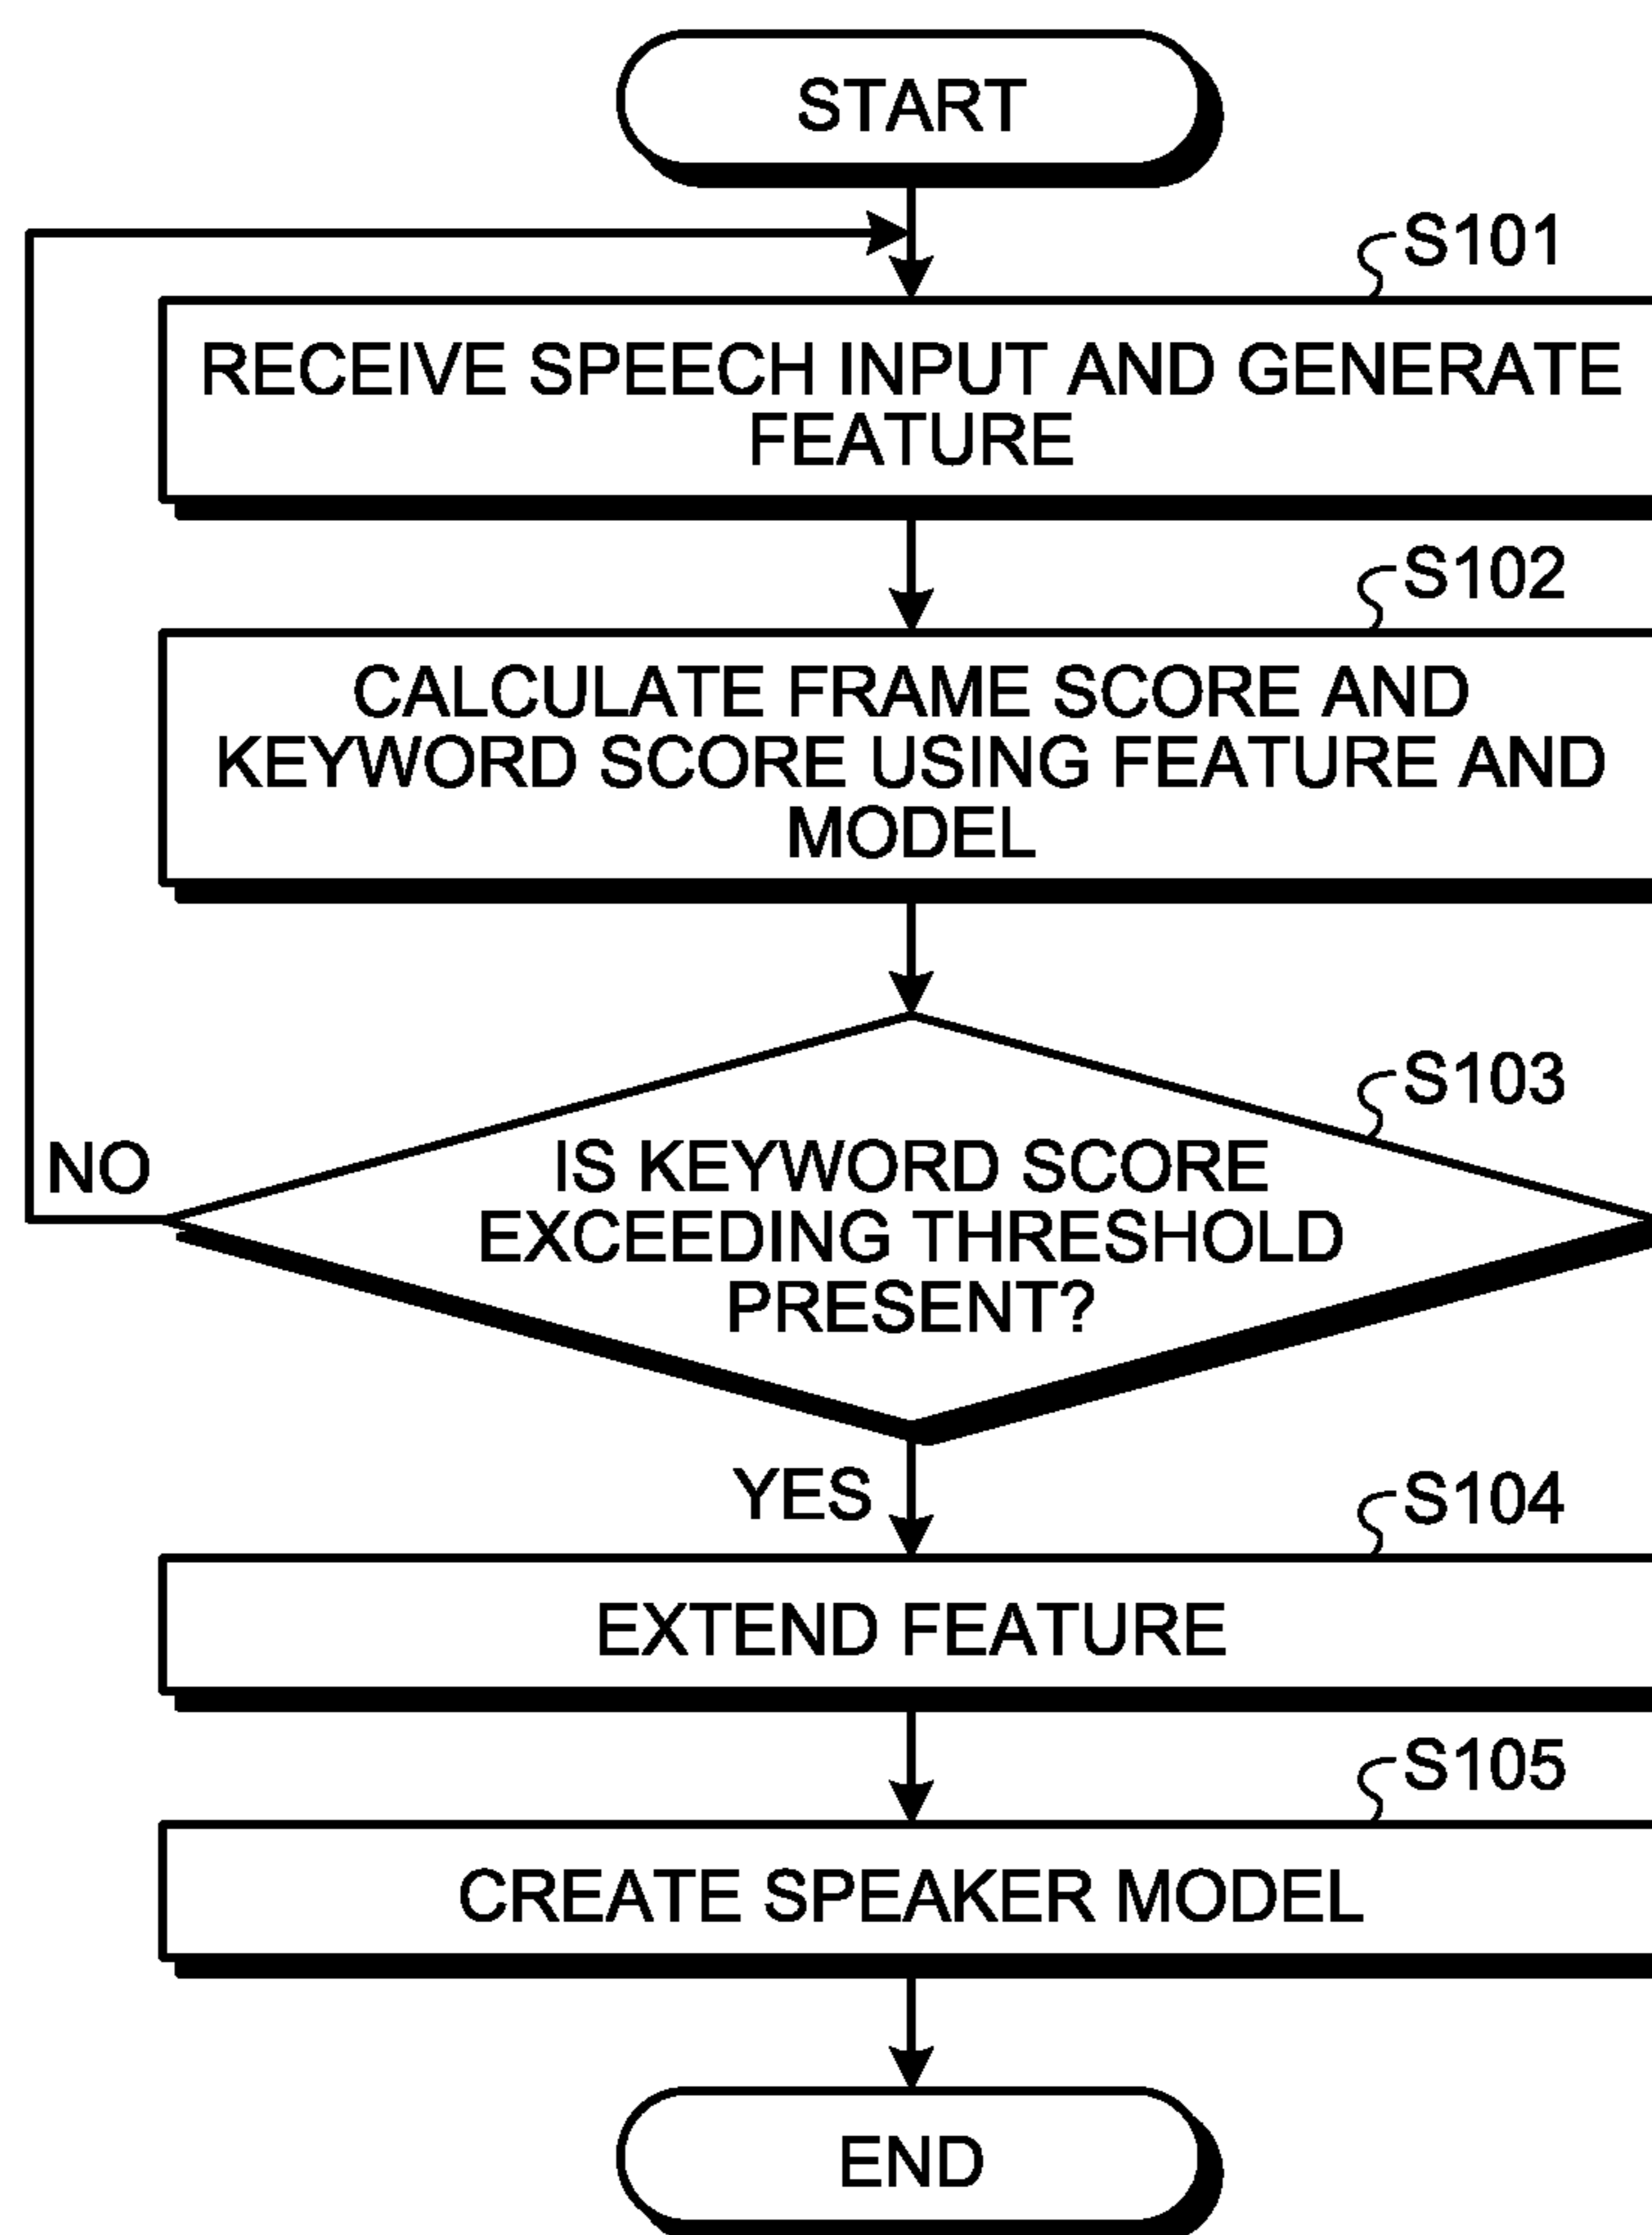 START
S101
RECEIVE SPEECH INPUT AND GENERATE
FEATURE
S102
CALCULATE FRAME SCORE AND
KEYWORD SCORE USING FEATURE AND
MODEL
S103
NO
IS KEYWORD SCORE
EXCEEDING THRESHOLD
PRESENT?
YES
S104
EXTEND FEATURE
S105
CREATE SPEAKER MODEL
END